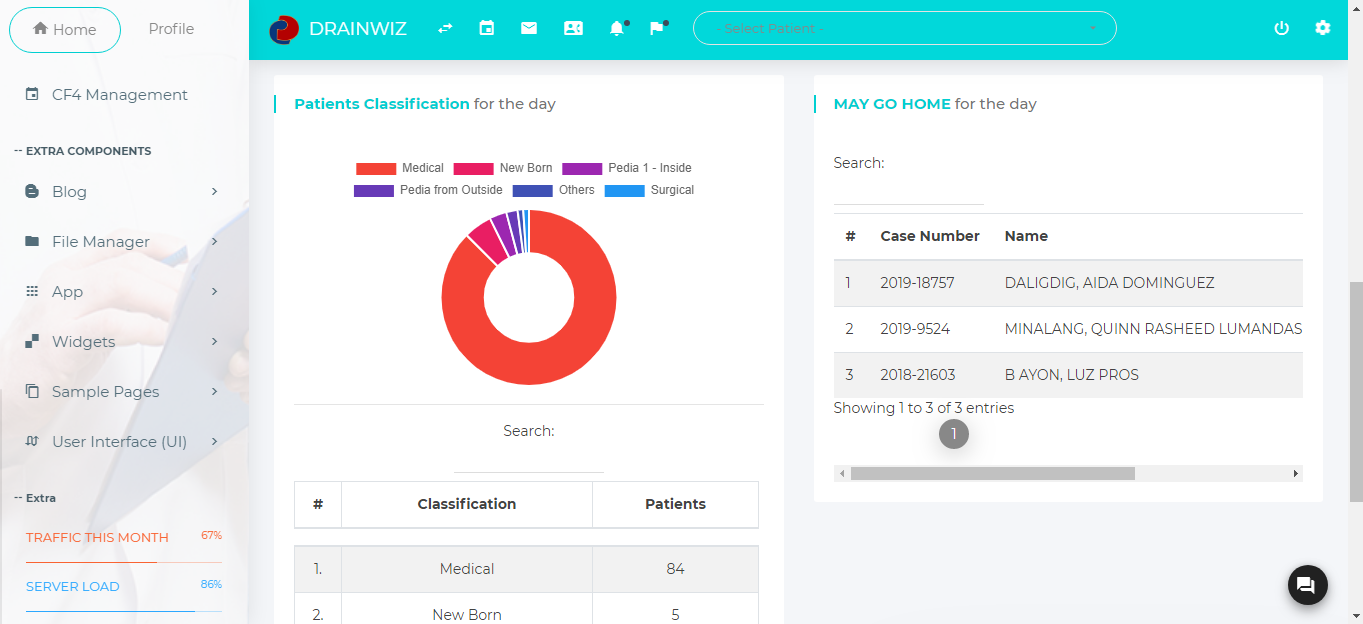 Home
Profile
CF4 Management
-- EXTRA COMPONENTS
Blog
File Manager
App
Widgets
Sample Pages
User Interface (UI)
-- Extra
TRAFFIC THIS MONTH 67%
SERVER LOAD 86%
DRAINWIZ
- Select Patient -
Patients Classification for the day
Medical New Born Pedia 1 - Inside
Pedia from Outside Others Surgical
Search:
# Classification Patients
1. Medical 84
2. New Born 5
MAY GO HOME for the day
Search:
# Case Number Name
1 2019-18757 DALIGDIG, AIDA DOMINGUEZ
2 2019-9524 MINALANG, QUINN RASHEED LUMANDAS
3 2018-21603 B AYON, LUZ PROS
Showing 1 to 3 of 3 entries
1